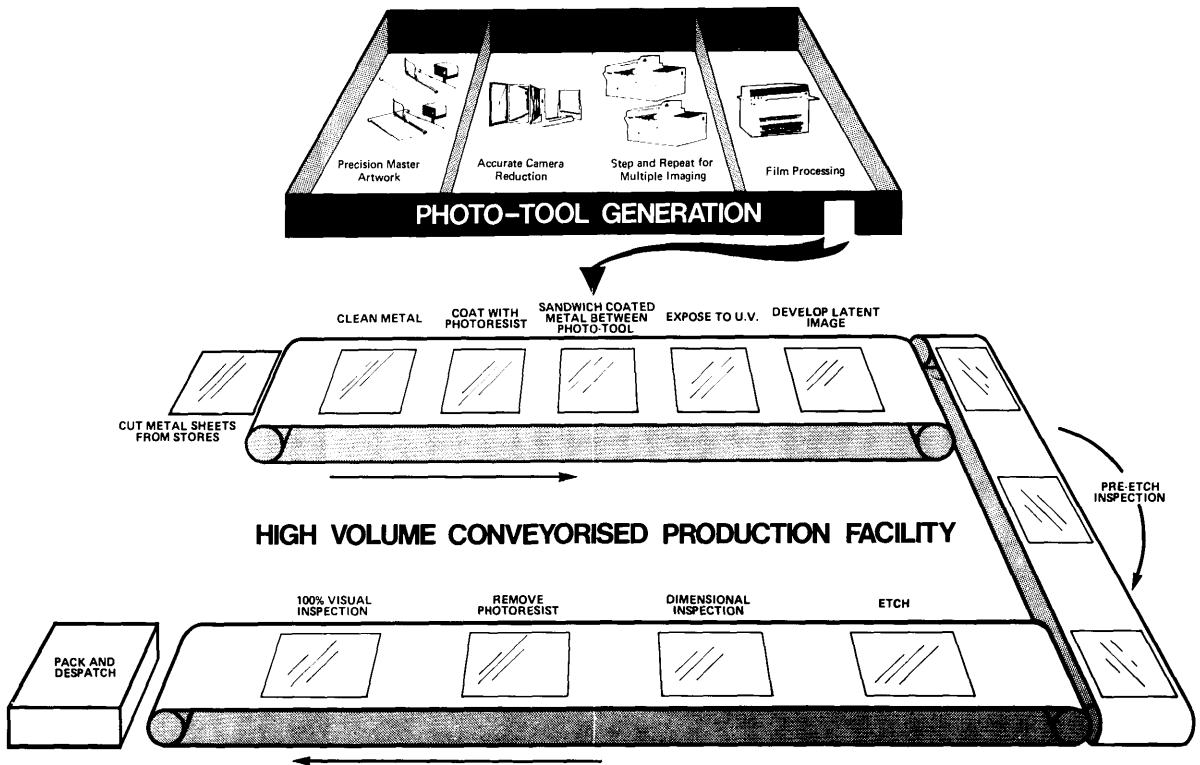 Precision Master
Artwork
Accurate Camera
Reduction
Step and Repeat for
Multiple Imaging
Film Processing
PHOTO-TOOL GENERATION
CLEAN METAL
COAT WITH
PHOTORESIST
SANDWICH COATED
METAL BETWEEN
PHOTO-TOOL
EXPOSE TO U.V.
DEVELOP LATENT
IMAGE
CUT METAL SHEETS
FROM STORES
PRE-ETCH
INSPECTION
HIGH VOLUME CONVEYORISED PRODUCTION FACILITY
100% VISUAL
INSPECTION
REMOVE
PHOTORESIST
DIMENSIONAL
INSPECTION
ETCH
PACK AND
DESPATCH